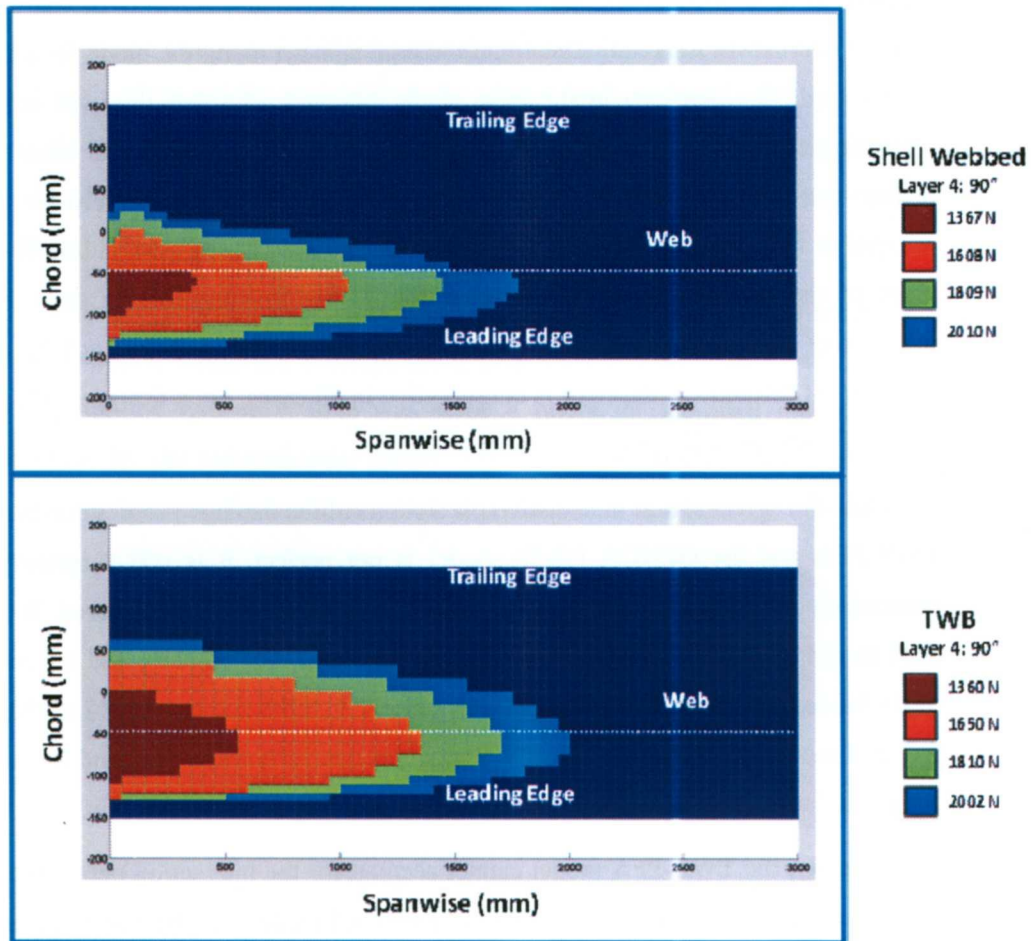 200
150
100
50
0
-50
-100
-150
-200
Chord (mm)
Trailing Edge
Web
Leading Edge
0
500
1000
1500
2000
2500
3000
Spanwise (mm)
Shell Webbed
Layer 4: 90°
1367 N
1608 N
1809 N
2010 N
200
150
100
50
0
-50
-100
-150
-200
Chord (mm)
Trailing Edge
Web
Leading Edge
0
500
1000
1500
2000
2500
3000
Spanwise (mm)
TWB
Layer 4: 90°
1360 N
1650 N
1810 N
2002 N